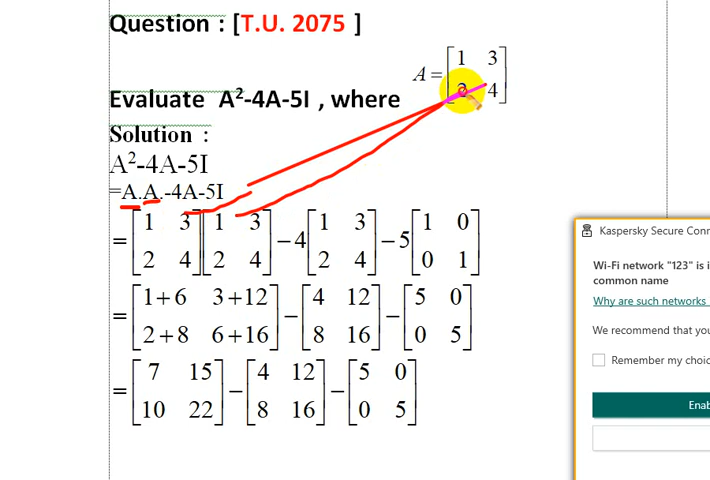 Question : [T.U. 2075 ]
Evaluate A²-4A-5I , where A = [1 3
2 4]
Solution :
A²-4A-5I
=A.A.-4A-5I
= [1 3 [1 3 −4 [1 3 −5 [1 0
2 4] 2 4] 2 4] 0 1]
= [1+6 3+12 − [4 12 − [5 0
2+8 6+16] 8 16] 0 5]
= [7 15 − [4 12 − [5 0
10 22] 8 16] 0 5]
Kaspersky Secure Conn
Wi-Fi network "123" is i
common name
Why are such networks
We recommend that you
Remember my choic
Enab